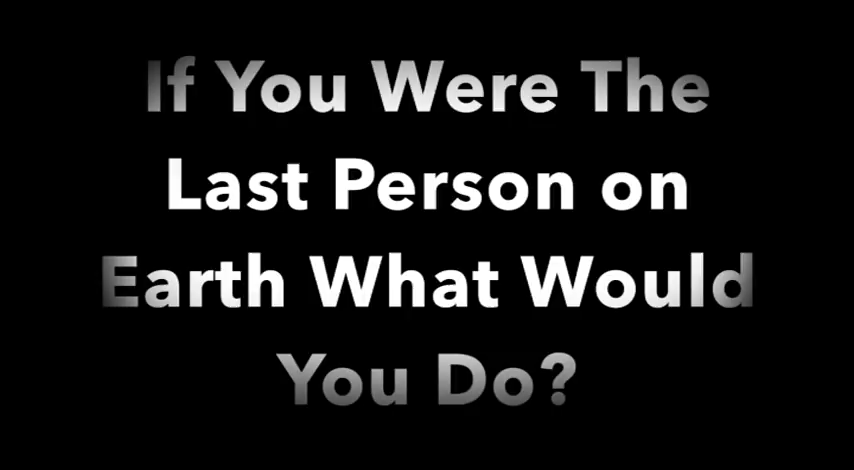 If You Were The
Last Person on
Earth What Would
You Do?